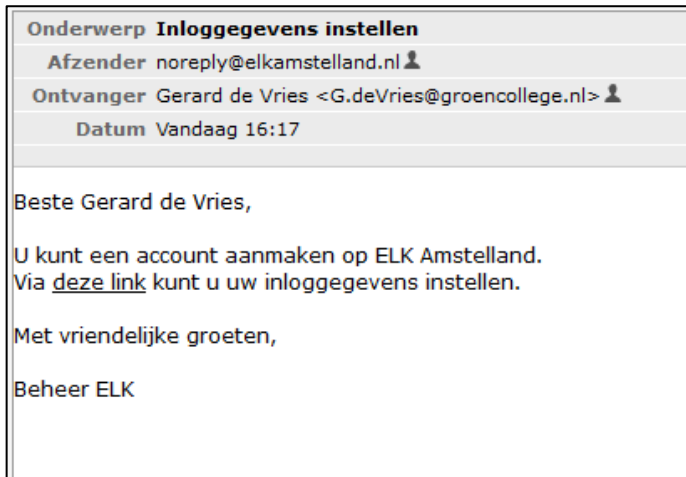 Onderwerp Inloggegevens instellen
Afzender noreply@elkamstelland.nl
Ontvanger Gerard de Vries <G.deVries@groencollege.nl>
Datum Vandaag 16:17
Beste Gerard de Vries,
U kunt een account aanmaken op ELK Amstelland.
Via deze link kunt u uw inloggegevens instellen.
Met vriendelijke groeten,
Beheer ELK